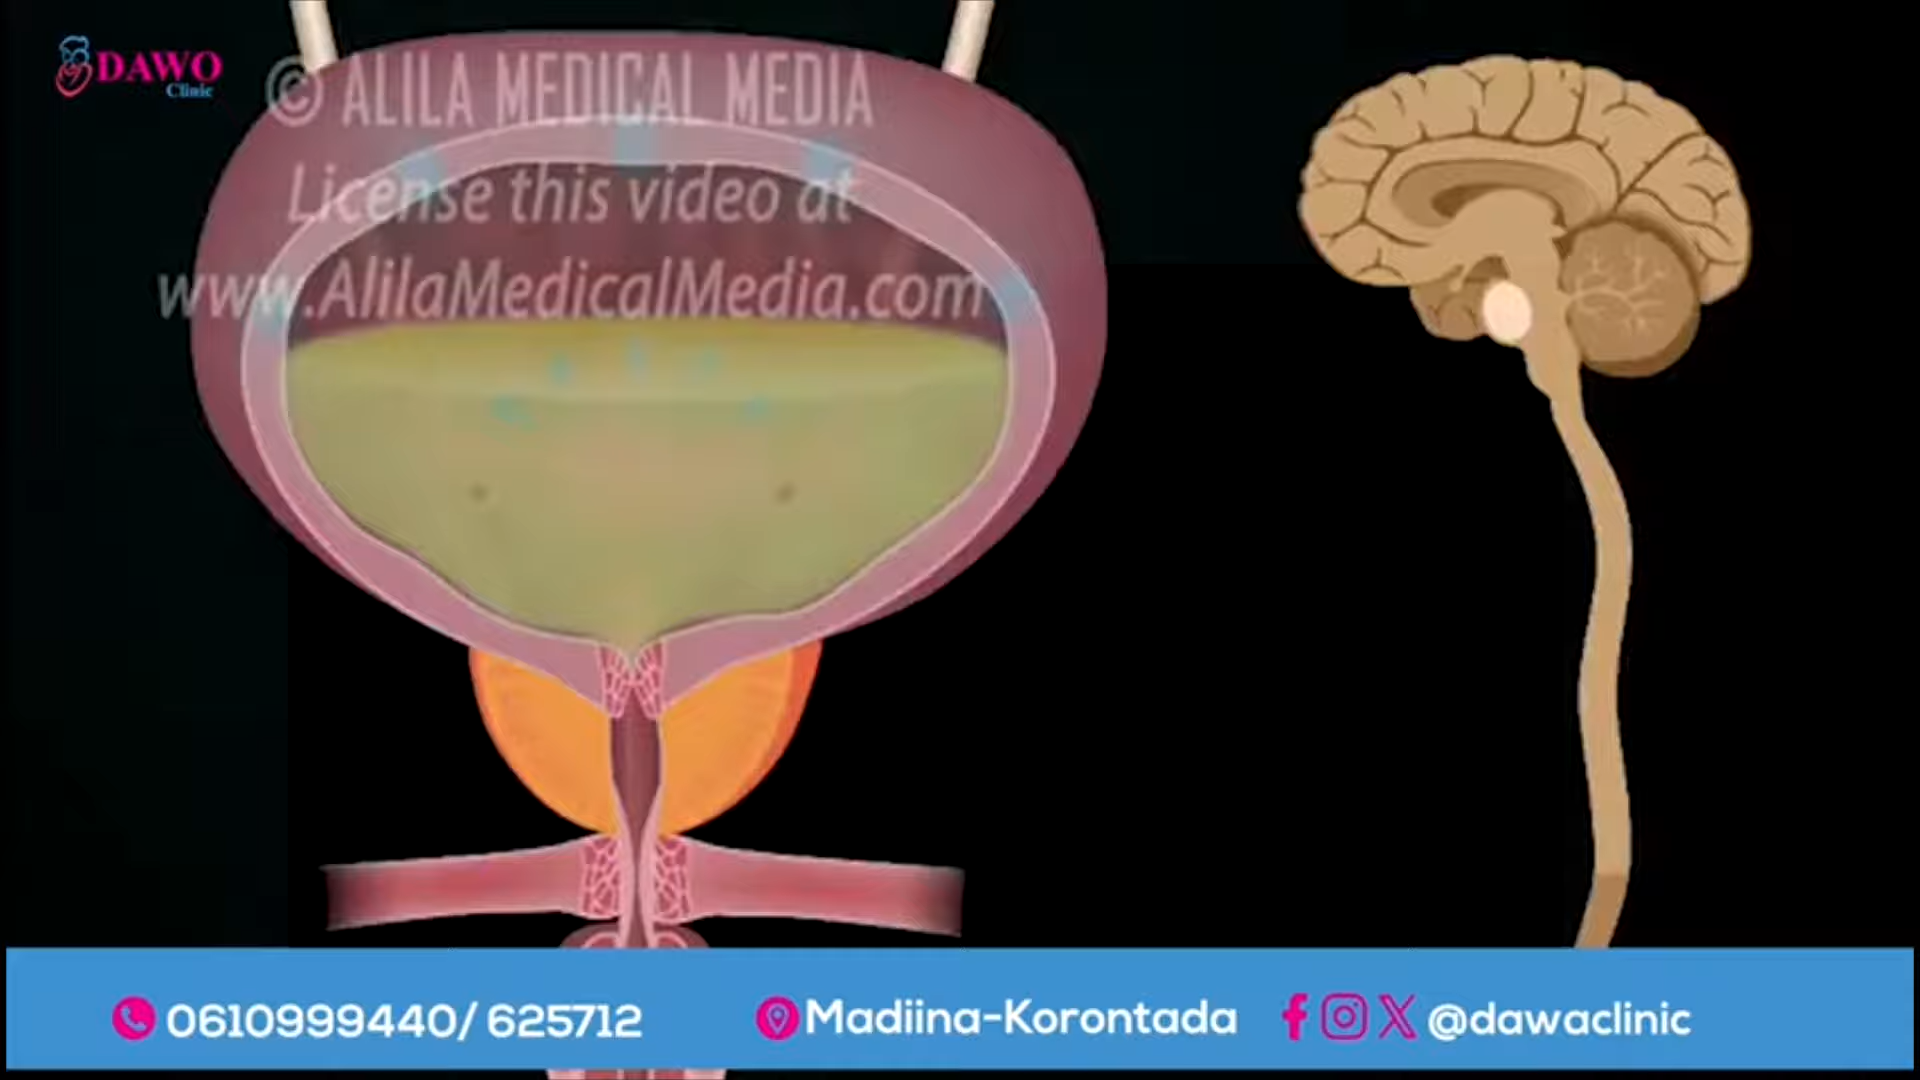 DAWO
Clinic
© ALILA MEDICAL MEDIA
License this video at
www.AlilaMedicalMedia.com
0610999440/ 625712
Madiina-Korontada
@dawaclinic